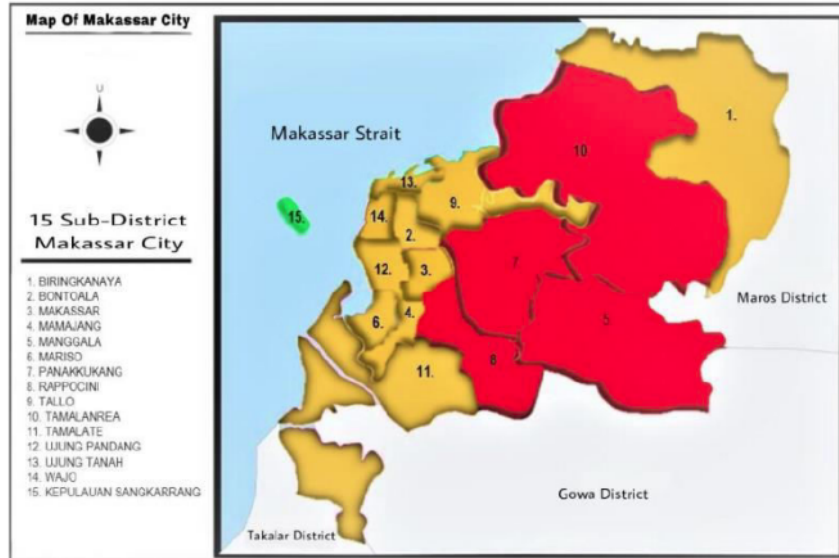 Map Of Makassar City
U
15 Sub-District
Makassar City
1. BIRINGKANAYA
2. BONTOALA
3. MAKASSAR
4. MAMAJANG
5. MANGGALA
6. MARISO
7. PANAKKUKANG
8. RAPPOCINI
9. TALLO
10. TAMALANREA
11. TAMALATE
12. UJUNG PANDANG
13. UJUNG TANAH
14. WAJO
15. KEPULAUAN SANGKARRANG
Makassar Strait
1.
10.
13.
9.
15.
14.
2.
12.
3.
7.
Maros District
6.
4.
5.
11.
8.
Gowa District
Takalar District